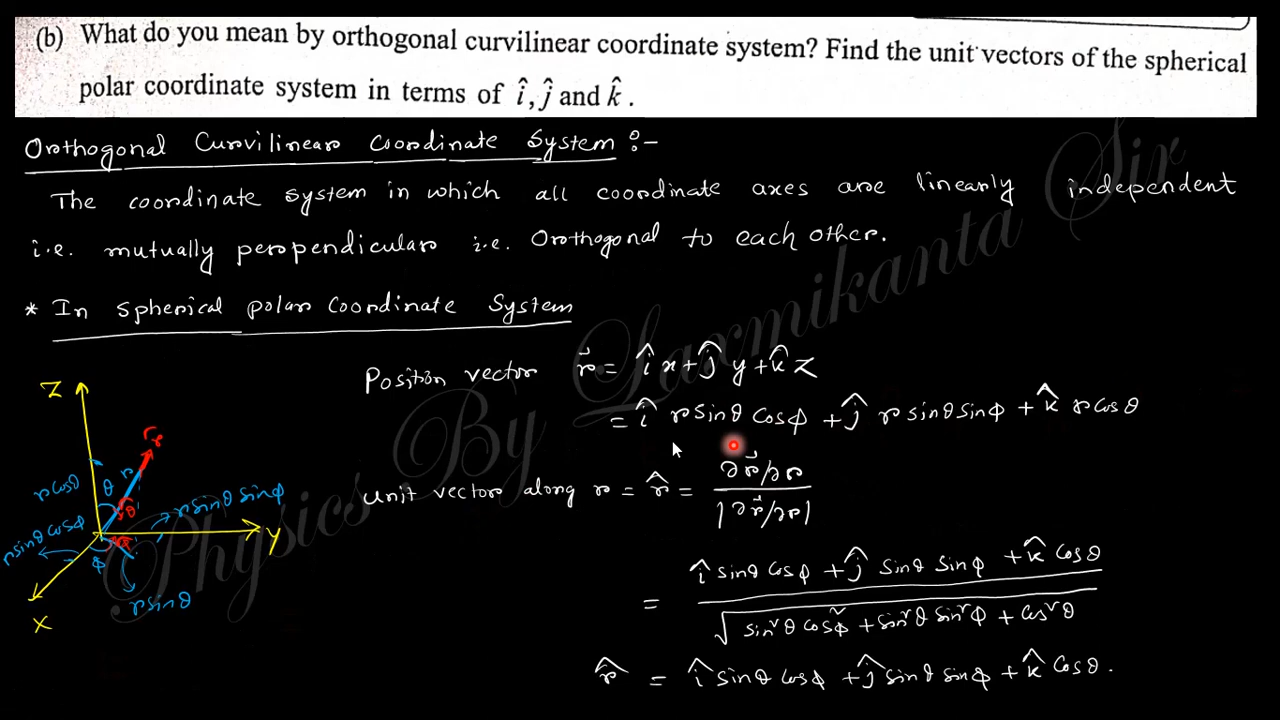 (b) What do you mean by orthogonal curvilinear coordinate system? Find the unit vectors of the spherical
polar coordinate system in terms of î, ĵ and k̂.
Orthogonal Curvilinear Coordinate System :-
The coordinate system in which all coordinate axes are linearly independent
i.e. mutually perpendicular i.e. Orthogonal to each other.
* In Spherical polar Coordinate System
Position vector r⃗ = î x + ĵ y + k̂ z
= î r sinθ cosϕ + ĵ r sinθ sinϕ + k̂ r cosθ
Unit vector along r = r̂ = ∂r⃗/∂r / |∂r⃗/∂r|
= î sinθ cosϕ + ĵ sinθ sinϕ + k̂ cosθ / √(sin²θ cos²ϕ + sin²θ sin²ϕ + cos²θ)
r̂ = î sinθ cosϕ + ĵ sinθ sinϕ + k̂ cosθ.
Z
r
r cosθ
θ
θ
r sinθ sinϕ
r sinθ cosϕ
Y
ϕ
r sinθ
X
Physics By Laxmikanta Sir